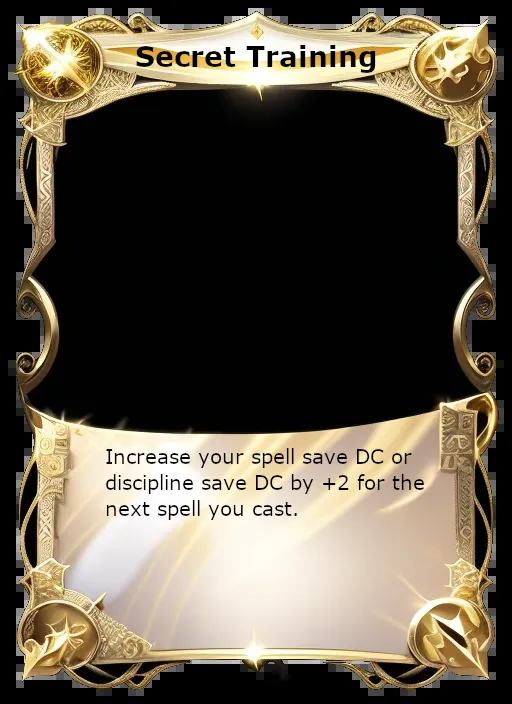 Secret Training
Increase your spell save DC or
discipline save DC by +2 for the
next spell you cast.